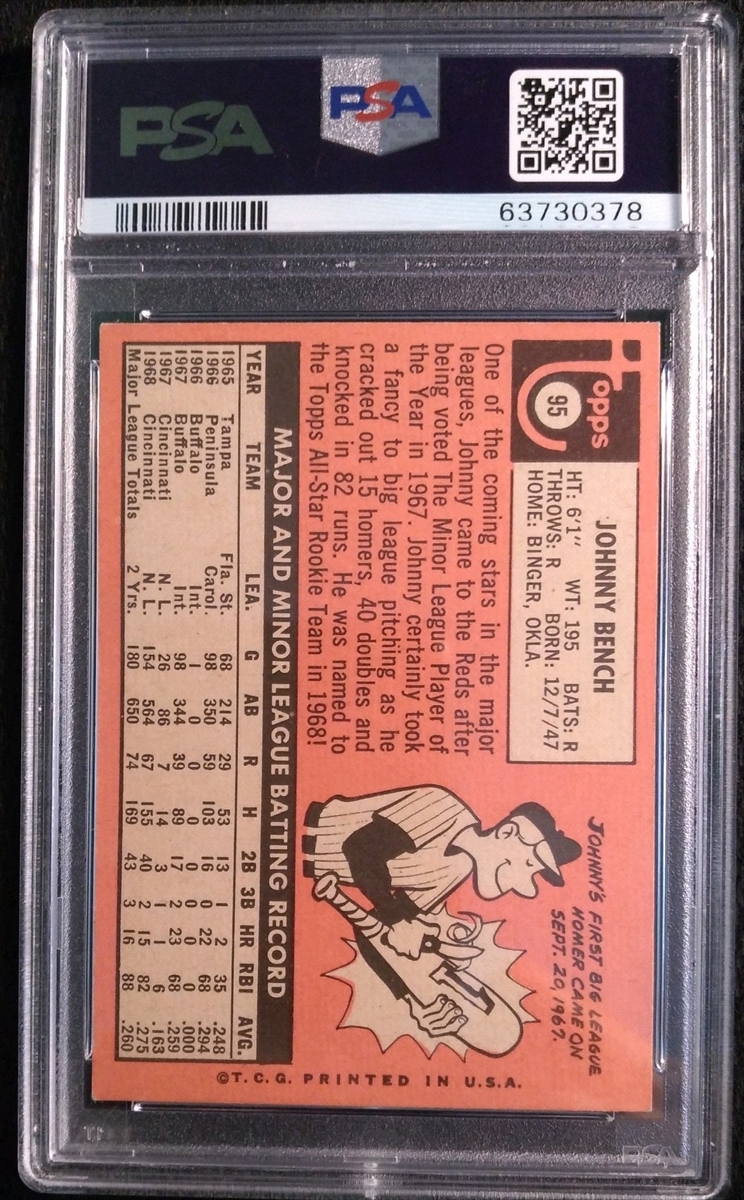 PSA
PSA
63730378
Topps
95
JOHNNY BENCH
HT: 6'1" WT: 195 BATS: R
THROWS: R BORN: 12/7/47
HOME: BINGER, OKLA.
One of the coming stars in the major
leagues, Johnny came to the Reds after
being voted The Minor League Player of
the Year in 1967. Johnny certainly took
a fancy to big league pitching as he
cracked out 15 homers, 40 doubles and
knocked in 82 runs. He was named to
the Topps All-Star Rookie Team in 1968!
JOHNNY'S FIRST BIG LEAGUE
HOMER CAME ON
SEPT. 20, 1967.
1
MAJOR AND MINOR LEAGUE BATTING RECORD
YEAR TEAM LEA. G AB R H 2B 3B HR RBI AVG.
1965 Tampa Fla. St. 68 214 29 53 13 1 2 35 .248
1966 Peninsula Carol. 98 350 59 103 16 0 22 68 .294
1966 Buffalo Int. 1 0 0 0 0 0 0 0 .000
1967 Buffalo Int. 98 344 39 89 17 2 23 68 .259
1967 Cincinnati N. L. 26 86 7 14 3 1 1 6 .163
1968 Cincinnati N. L. 154 564 67 155 40 2 15 82 .275
Major League Totals 2 Yrs. 180 650 74 169 43 3 16 88 .260
©T.C.G. PRINTED IN U.S.A.
PSA